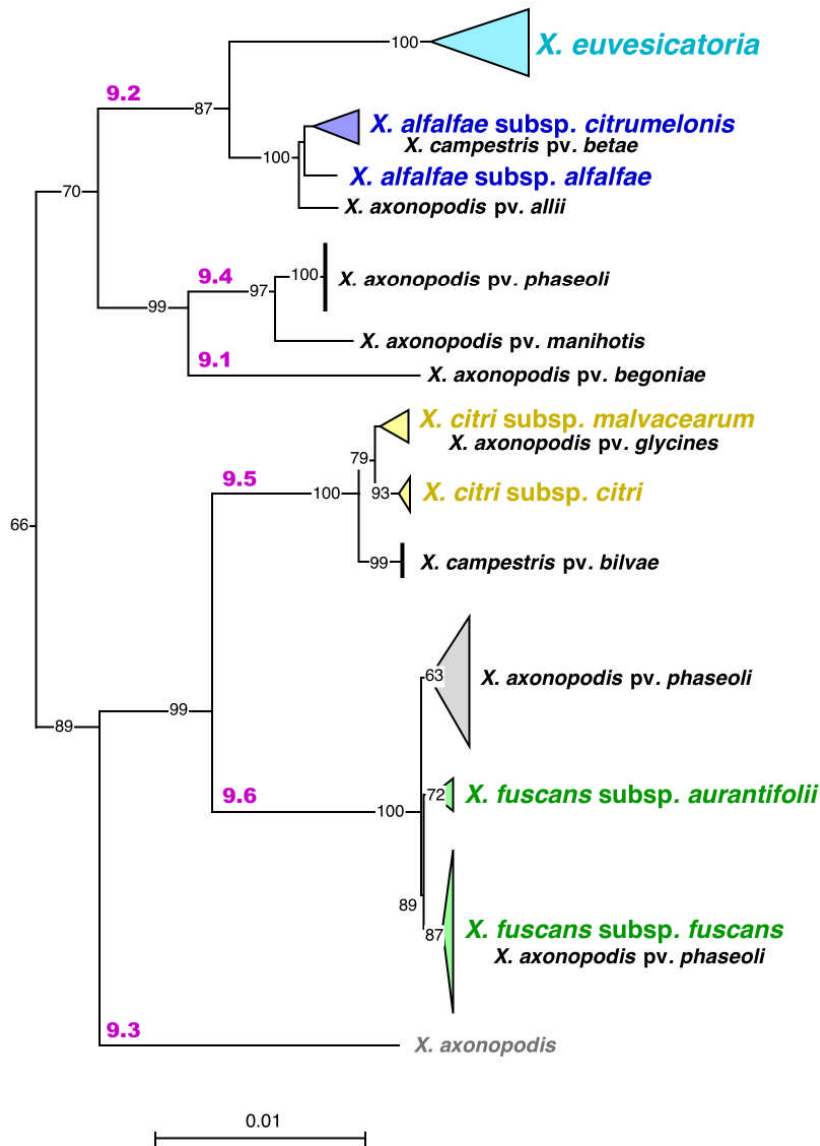 100
X. euvesicatoria
9.2
87
X. alfalfae subsp. citrumelonis
X. campestris pv. betae
100
X. alfalfae subsp. alfalfae
70
X. axonopodis pv. allii
9.4
100
X. axonopodis pv. phaseoli
97
99
X. axonopodis pv. manihotis
9.1
X. axonopodis pv. begoniae
X. citri subsp. malvacearum
X. axonopodis pv. glycines
79
9.5
100
93
X. citri subsp. citri
66
99
X. campestris pv. bilvae
63
X. axonopodis pv. phaseoli
99
89
9.6
72
X. fuscans subsp. aurantifolii
100
89
87
X. fuscans subsp. fuscans
X. axonopodis pv. phaseoli
9.3
X. axonopodis
0.01